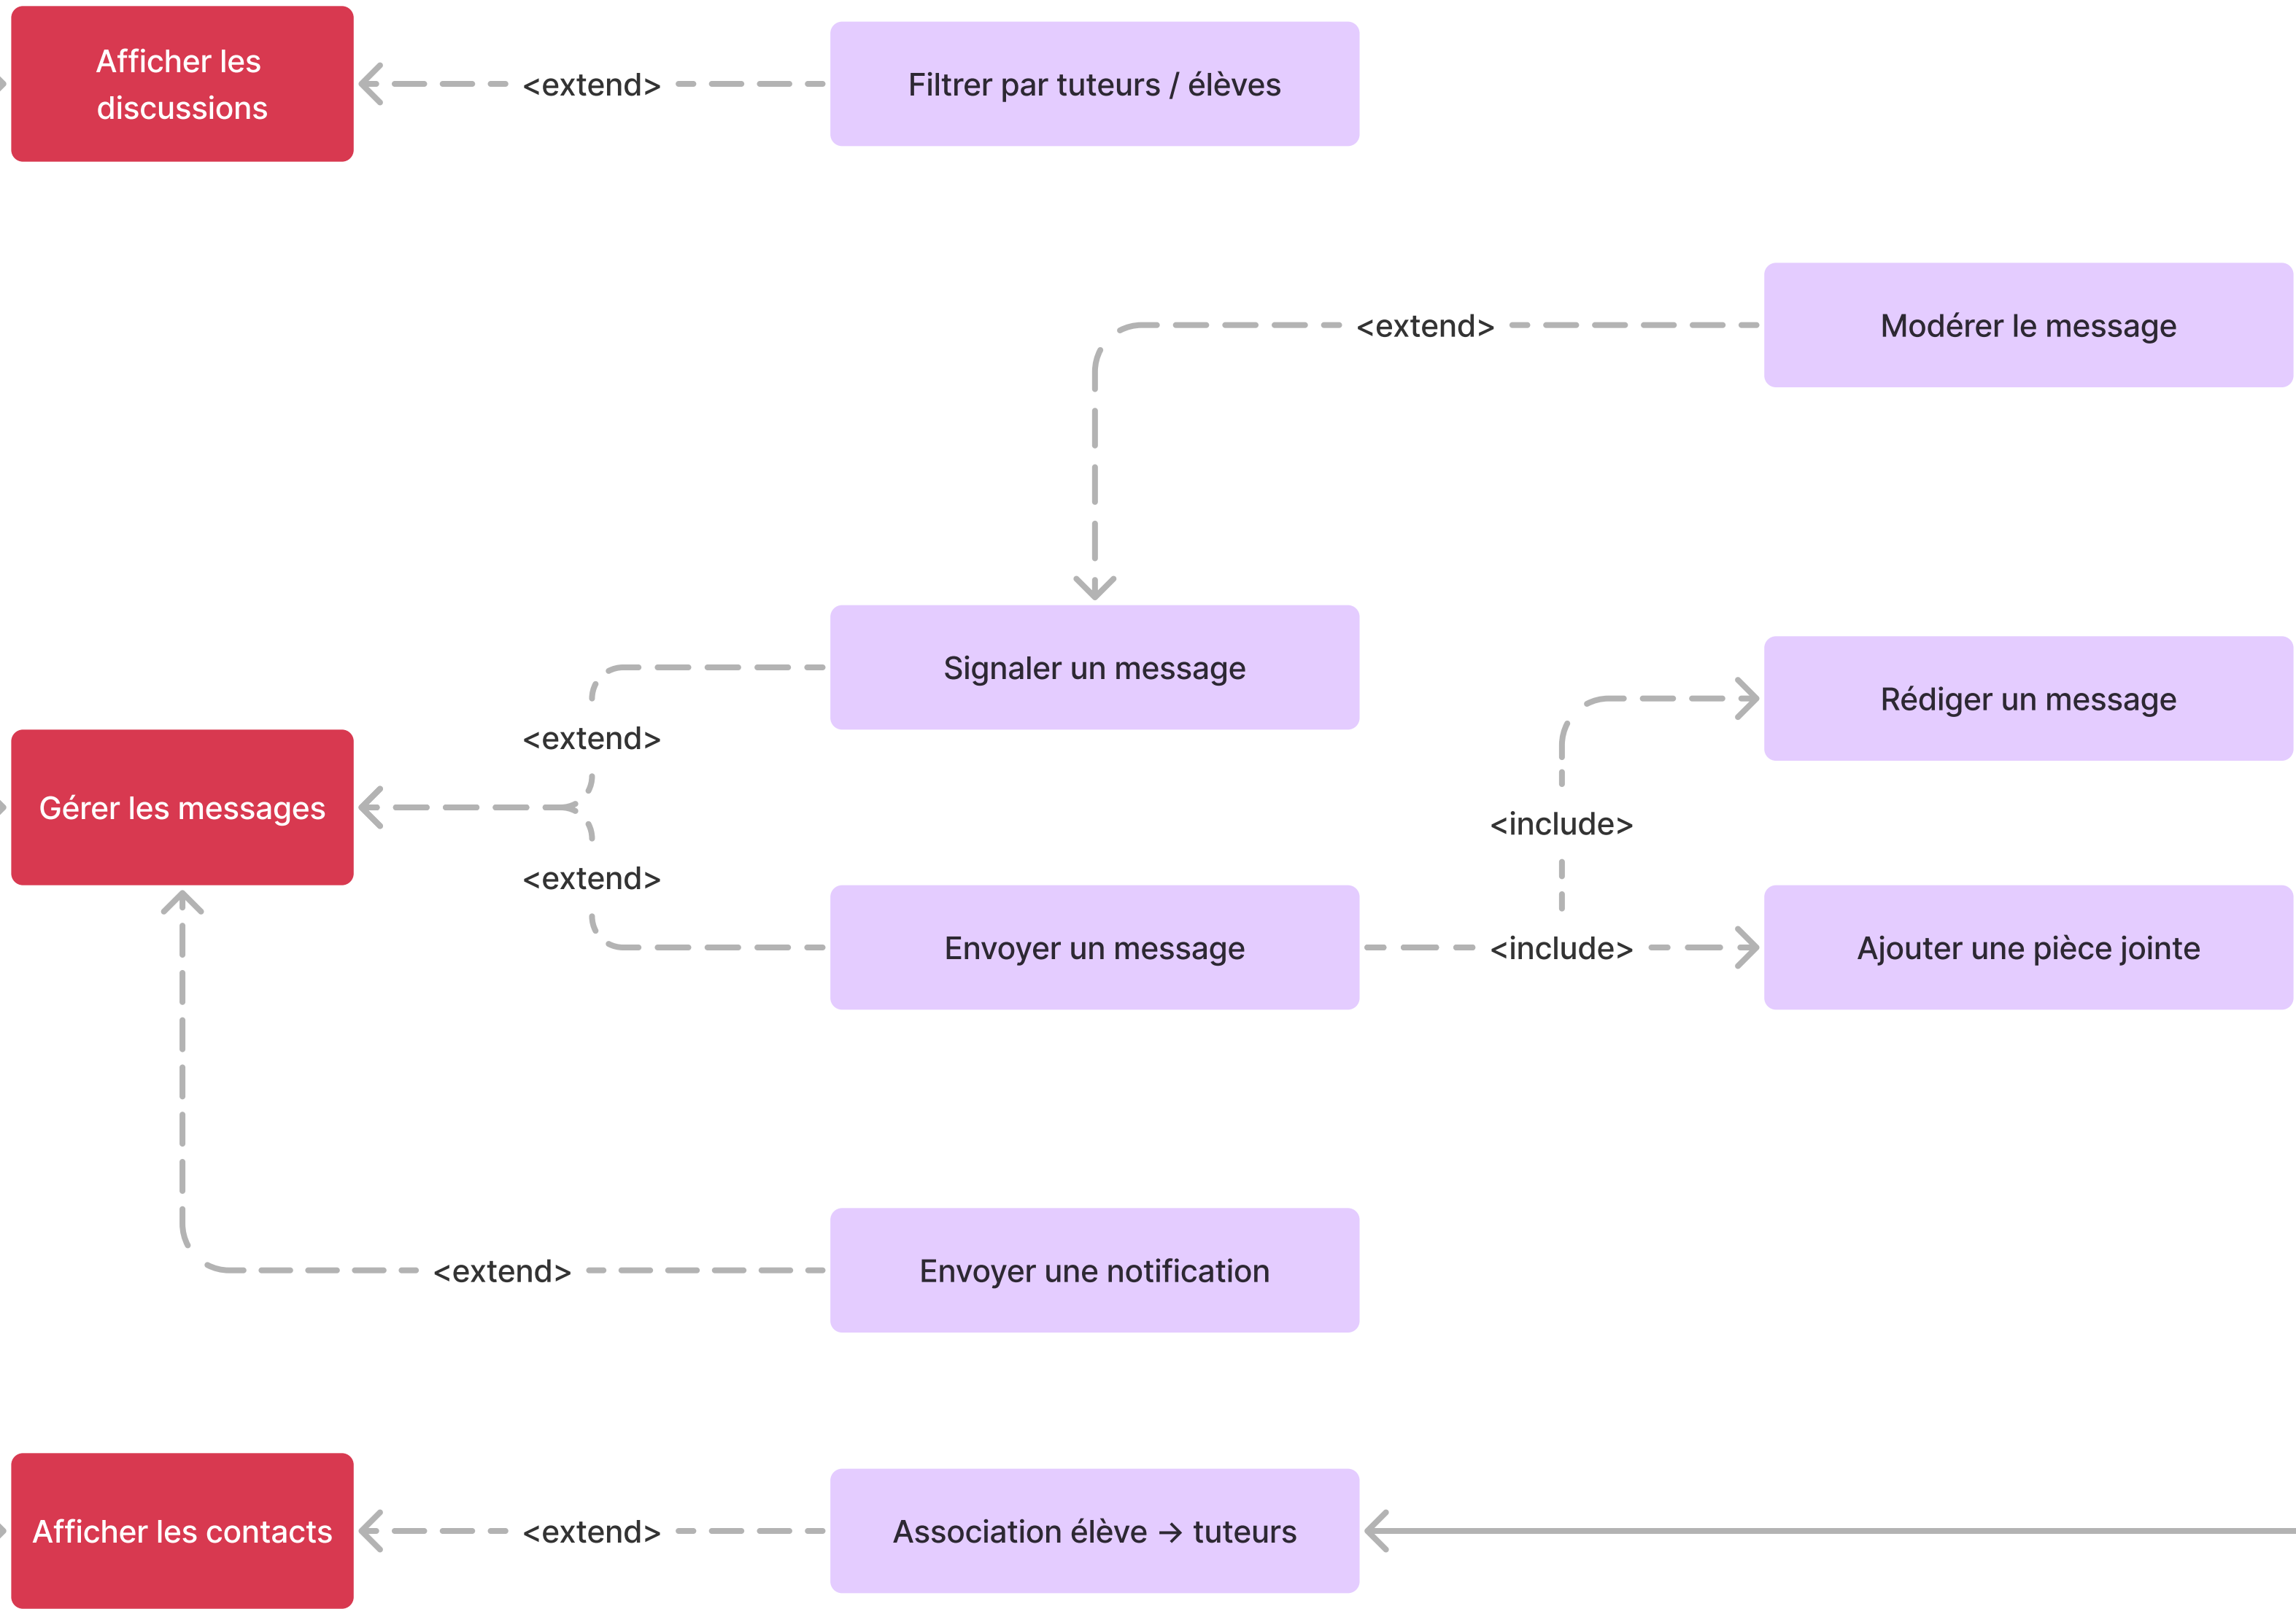 Afficher les
discussions
<extend>
Filtrer par tuteurs / élèves
<extend>
Modérer le message
Signaler un message
Rédiger un message
<extend>
Gérer les messages
<include>
<extend>
Envoyer un message
<include>
Ajouter une pièce jointe
<extend>
Envoyer une notification
Afficher les contacts
<extend>
Association élève → tuteurs